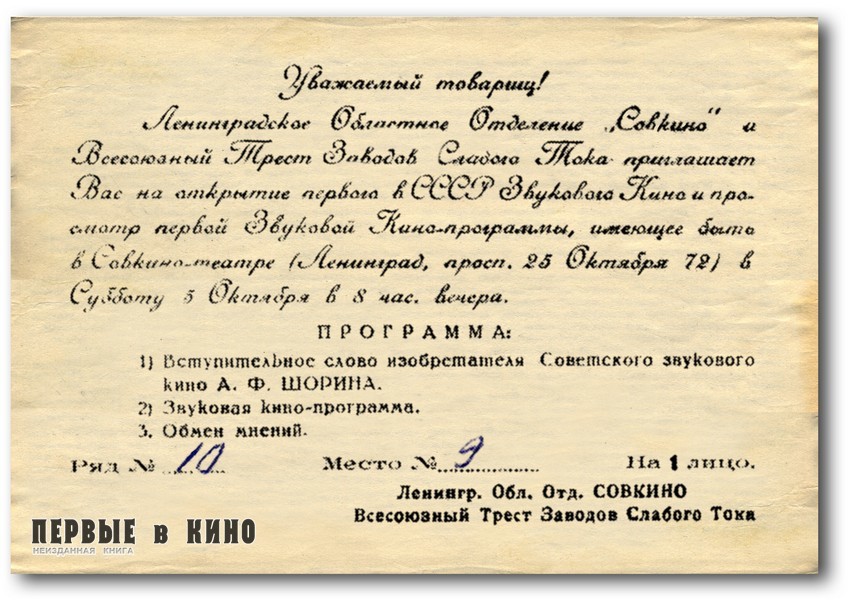 Уважаемый товарищ!
Ленинградское Областное Отделение „Совкино" и
Всесоюзный Трест Заводов Слабого Тока приглашает
Вас на открытие первого в СССР Звукового Кино и про-
смотр первой Звуковой Кино-программы, имеющее быть
в Совкино-театре (Ленинград, просп. 25 Октября 72) в
Субботу 5 Октября в 8 час. вечера.
ПРОГРАММА:
1) Вступительное слово изобретателя Советского звукового
кино А. Ф. ШОРИНА.
2) Звуковая кино-программа.
3. Обмен мнений.
Ряд № 10 Место № 9 На 1 лицо.
Ленингр. Обл. Отд. СОВКИНО
Всесоюзный Трест Заводов Слабого Тока
ПЕРВЫЕ в КИНО
НЕИЗДАННАЯ КНИГА